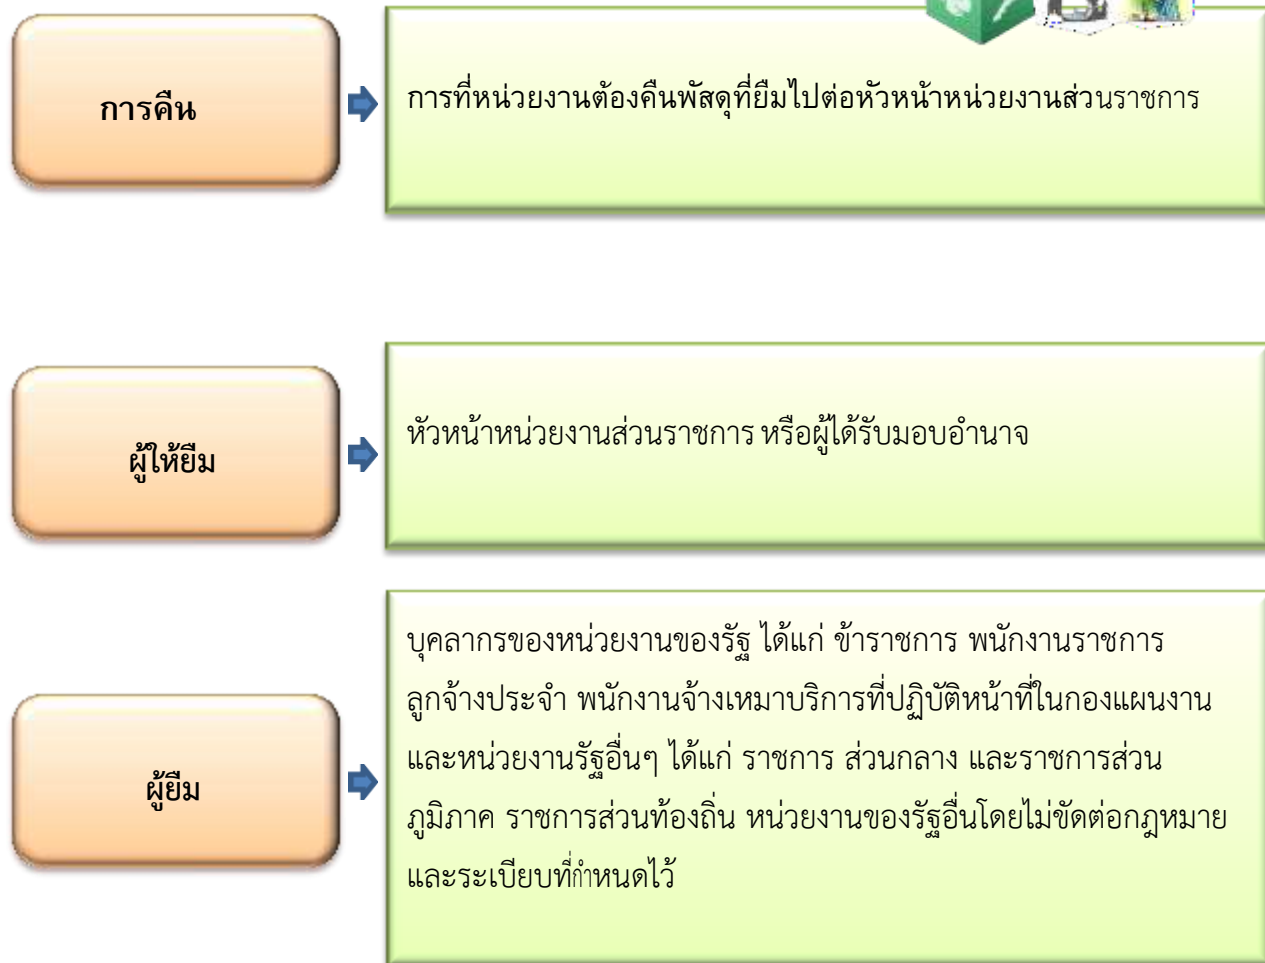 การคืน
การที่หน่วยงานต้องคืนพัสดุที่ยืมไปต่อหัวหน้าหน่วยงานส่วนราชการ
ผู้ให้ยืม
หัวหน้าหน่วยงานส่วนราชการ หรือผู้ได้รับมอบอำนาจ
ผู้ยืม
บุคลากรของหน่วยงานของรัฐ ได้แก่ ข้าราชการ พนักงานราชการ
ลูกจ้างประจำ พนักงานจ้างเหมาบริการที่ปฏิบัติหน้าที่ในกองแผนงาน
และหน่วยงานรัฐอื่นๆ ได้แก่ ราชการ ส่วนกลาง และราชการส่วน
ภูมิภาค ราชการส่วนท้องถิ่น หน่วยงานของรัฐอื่นโดยไม่ขัดต่อกฎหมาย
และระเบียบที่กำหนดไว้